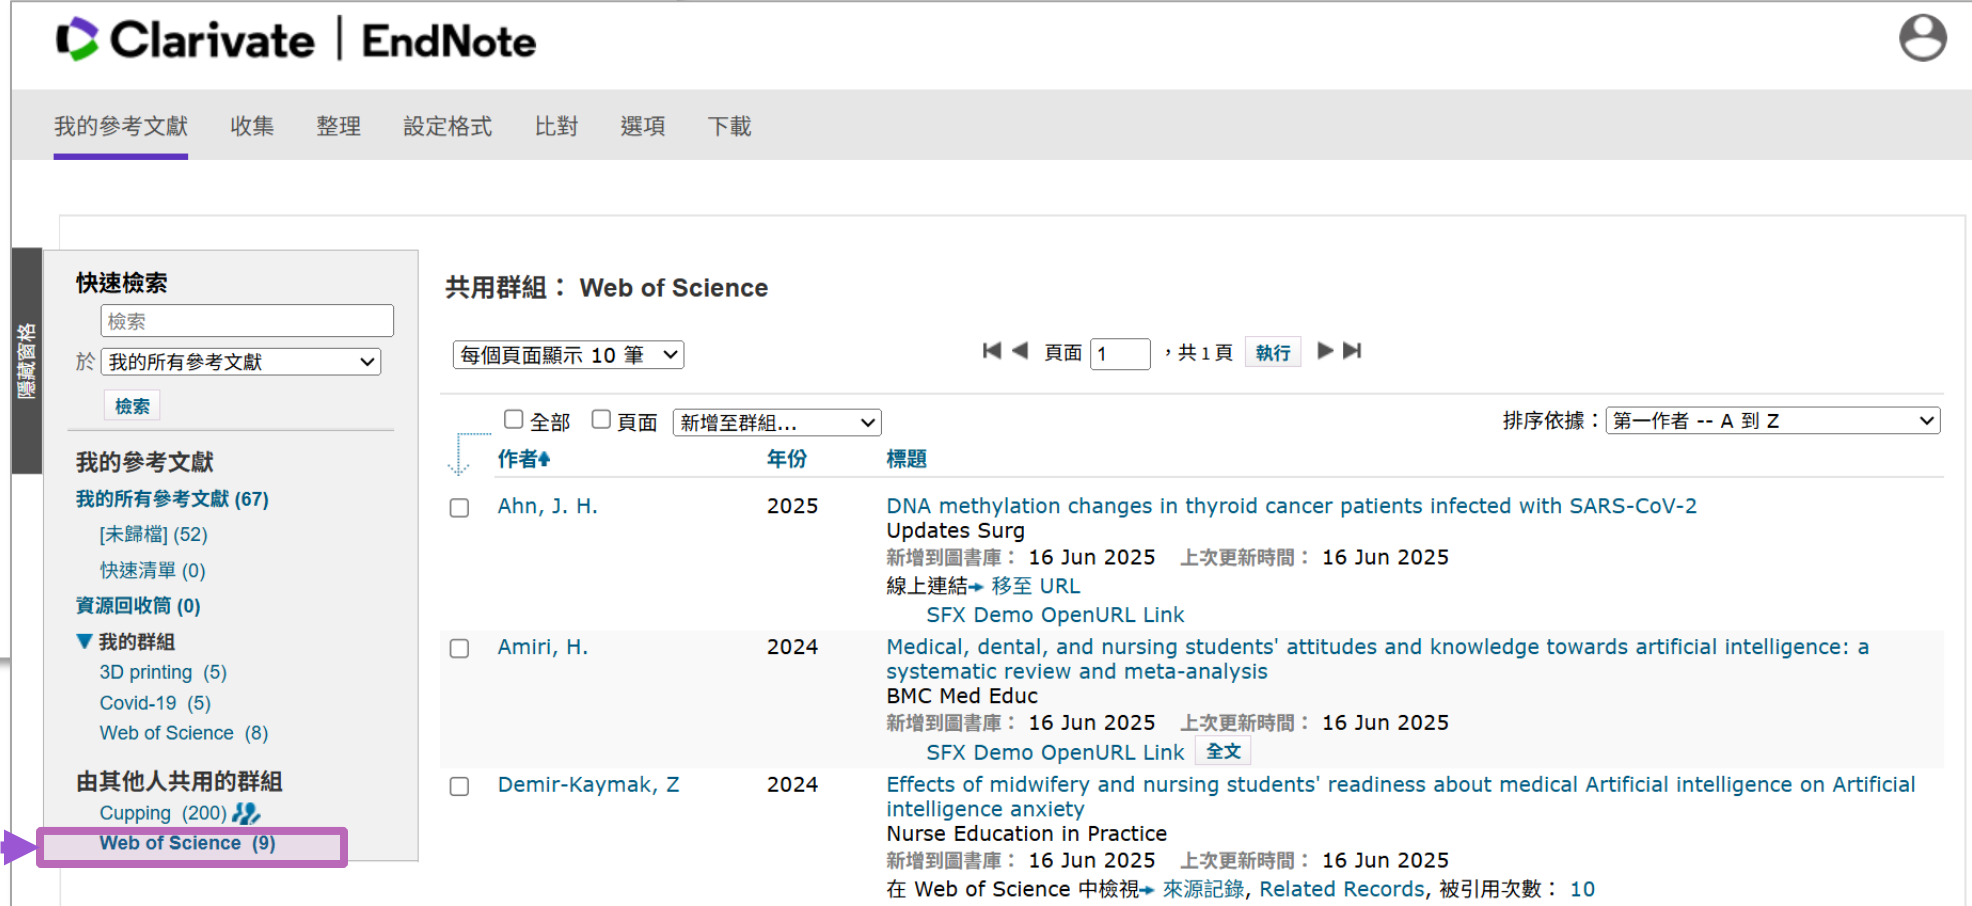 Clarivate | EndNote
我的參考文獻 收集 整理 設定格式 比對 選項 下載
隱藏窗格
快速檢索
檢索
於 我的所有參考文獻
檢索
我的參考文獻
我的所有參考文獻 (67)
[未歸檔] (52)
快速清單 (0)
資源回收筒 (0)
我的群組
3D printing (5)
Covid-19 (5)
Web of Science (8)
由其他人共用的群組
Cupping (200)
Web of Science (9)
共用群組： Web of Science
每個頁面顯示 10 筆
頁面 1 ，共 1 頁 執行
全部 頁面 新增至群組...
排序依據： 第一作者 -- A 到 Z
作者 年份 標題
Ahn, J. H. 2025 DNA methylation changes in thyroid cancer patients infected with SARS-CoV-2
Updates Surg
新增到圖書庫： 16 Jun 2025 上次更新時間： 16 Jun 2025
線上連結 移至 URL
SFX Demo OpenURL Link
Amiri, H. 2024 Medical, dental, and nursing students' attitudes and knowledge towards artificial intelligence: a
systematic review and meta-analysis
BMC Med Educ
新增到圖書庫： 16 Jun 2025 上次更新時間： 16 Jun 2025
SFX Demo OpenURL Link 全文
Demir-Kaymak, Z 2024 Effects of midwifery and nursing students' readiness about medical Artificial intelligence on Artificial
intelligence anxiety
Nurse Education in Practice
新增到圖書庫： 16 Jun 2025 上次更新時間： 16 Jun 2025
在 Web of Science 中檢視 來源記錄, Related Records, 被引用次數： 10